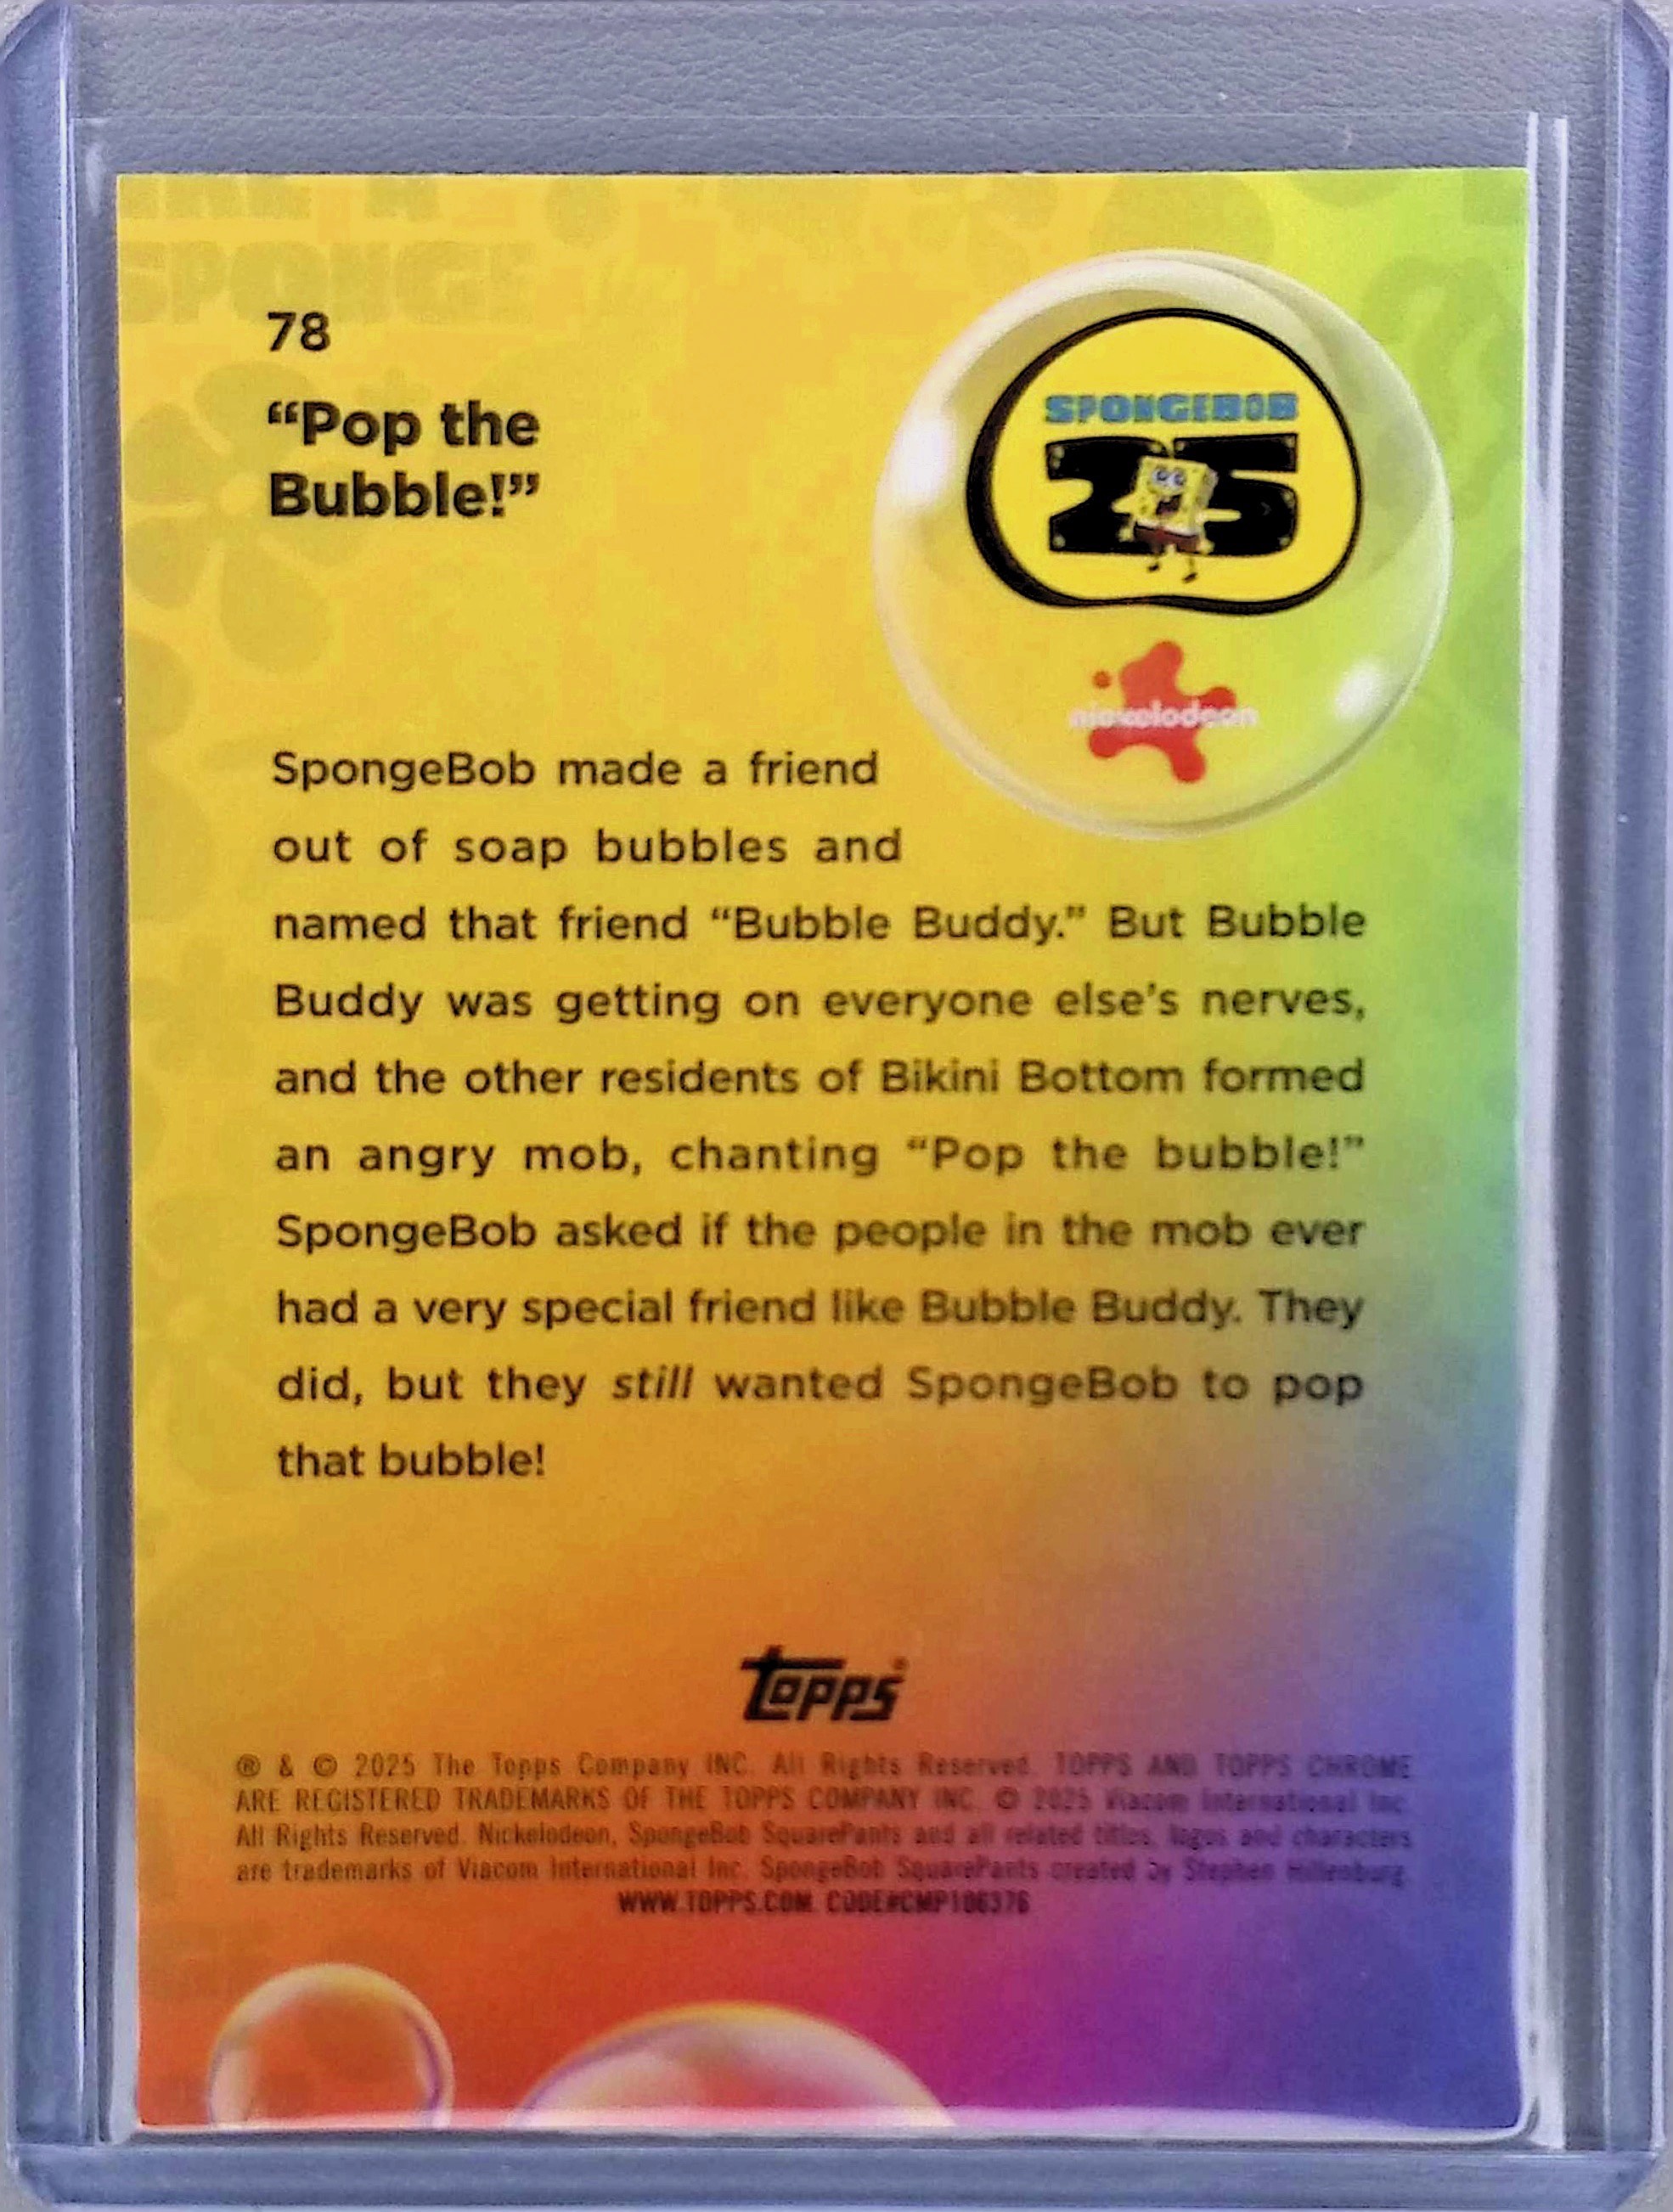 SPONGE
78
“Pop the
Bubble!”
SPONGEBOB
25
nickelodeon
SpongeBob made a friend
out of soap bubbles and
named that friend “Bubble Buddy.” But Bubble
Buddy was getting on everyone else’s nerves,
and the other residents of Bikini Bottom formed
an angry mob, chanting “Pop the bubble!”
SpongeBob asked if the people in the mob ever
had a very special friend like Bubble Buddy. They
did, but they still wanted SpongeBob to pop
that bubble!
topps®
® & © 2025 The Topps Company INC. All Rights Reserved. TOPPS AND TOPPS CHROME
ARE REGISTERED TRADEMARKS OF THE TOPPS COMPANY INC. © 2025 Viacom International Inc.
All Rights Reserved. Nickelodeon, SpongeBob SquarePants and all related titles, logos and characters
are trademarks of Viacom International Inc. SpongeBob SquarePants created by Stephen Hillenburg.
WWW.TOPPS.COM. CODE#CMP106376